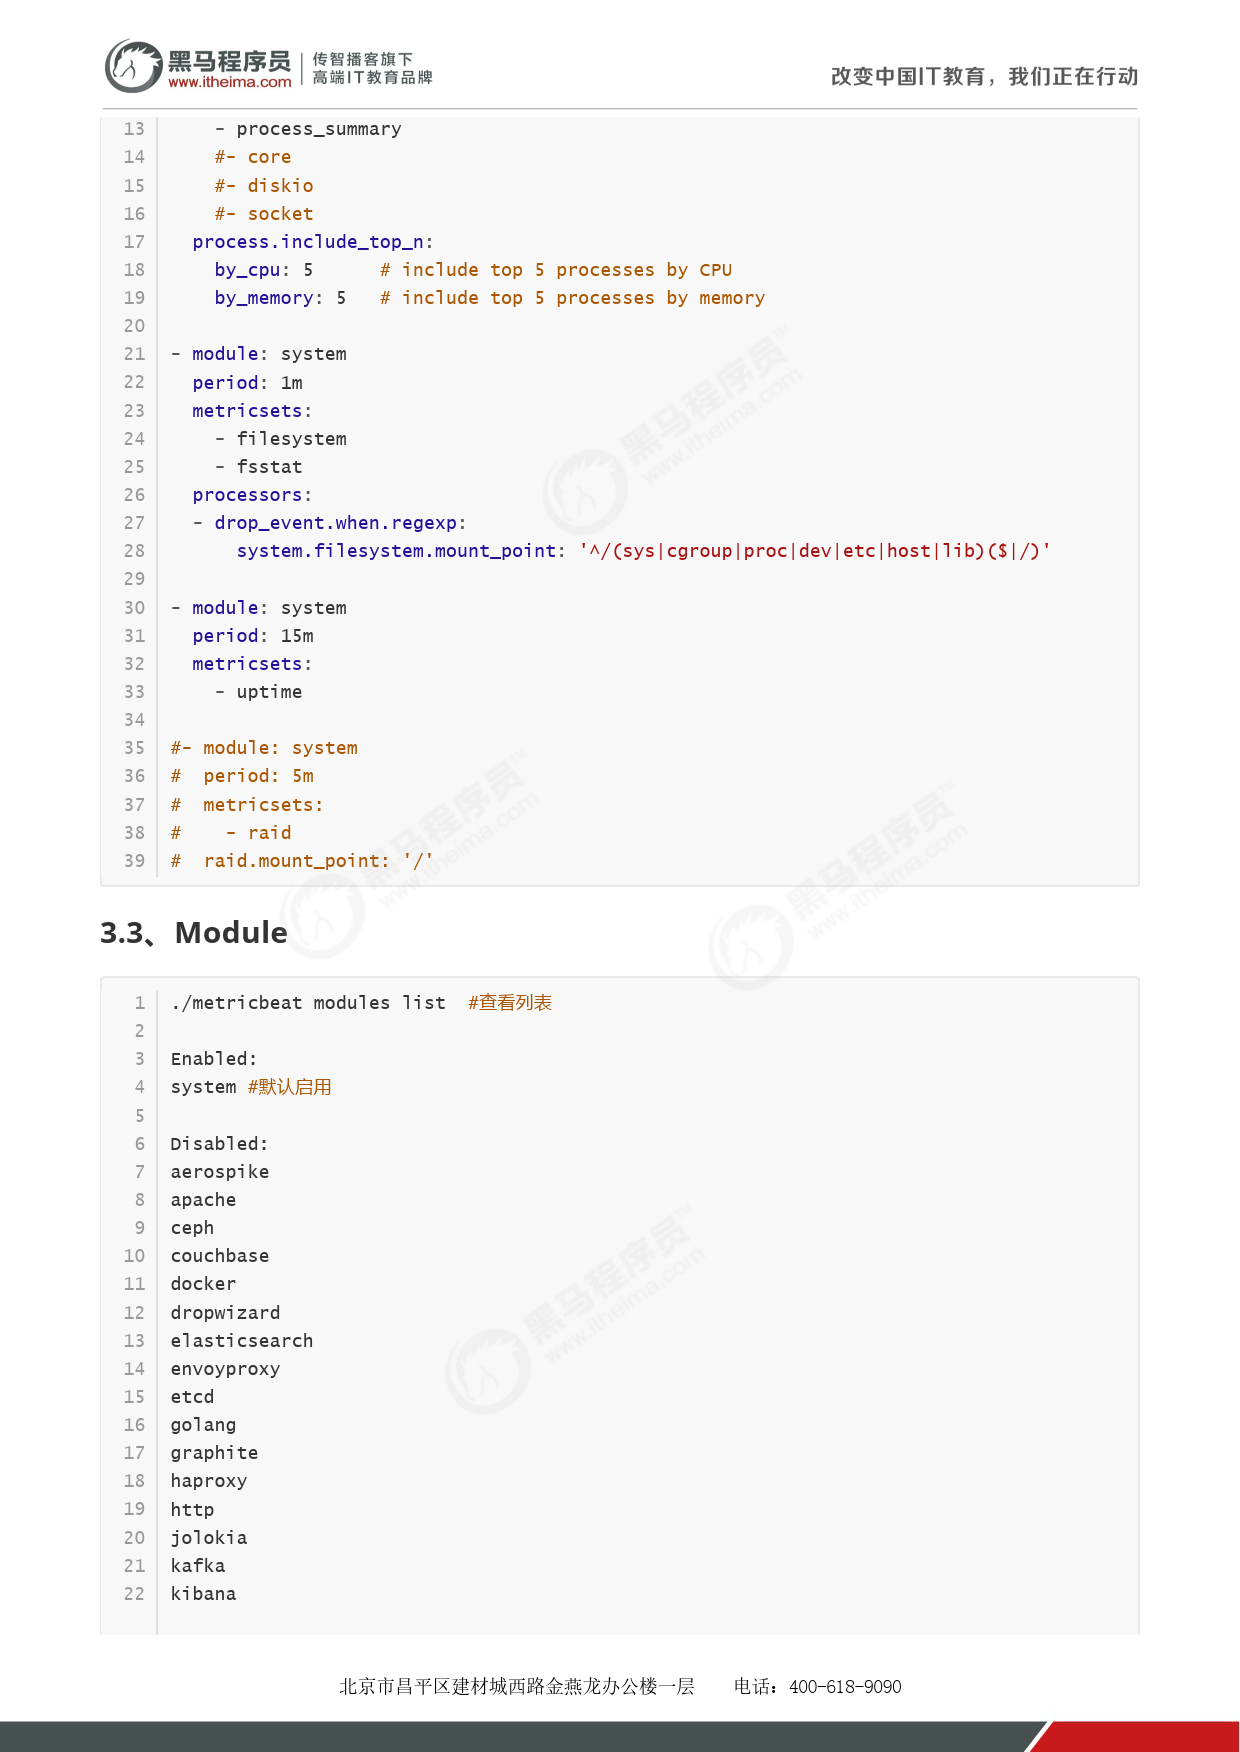 黑马程序员
www.itheima.com
传智播客旗下
高端IT教育品牌
改变中国IT教育，我们正在行动
13     - process_summary
14     #- core
15     #- diskio
16     #- socket
17   process.include_top_n:
18     by_cpu: 5      # include top 5 processes by CPU
19     by_memory: 5   # include top 5 processes by memory
20
21 - module: system
22   period: 1m
23   metricsets:
24     - filesystem
25     - fsstat
26   processors:
27   - drop_event.when.regexp:
28       system.filesystem.mount_point: '^/(sys|cgroup|proc|dev|etc|host|lib)($|/)'
29
30 - module: system
31   period: 15m
32   metricsets:
33     - uptime
34
35 #- module: system
36 #  period: 5m
37 #  metricsets:
38 #    - raid
39 #  raid.mount_point: '/'
3.3、Module
1 ./metricbeat modules list  #查看列表
2
3 Enabled:
4 system #默认启用
5
6 Disabled:
7 aerospike
8 apache
9 ceph
10 couchbase
11 docker
12 dropwizard
13 elasticsearch
14 envoyproxy
15 etcd
16 golang
17 graphite
18 haproxy
19 http
20 jolokia
21 kafka
22 kibana
北京市昌平区建材城西路金燕龙办公楼一层    电话：400-618-9090